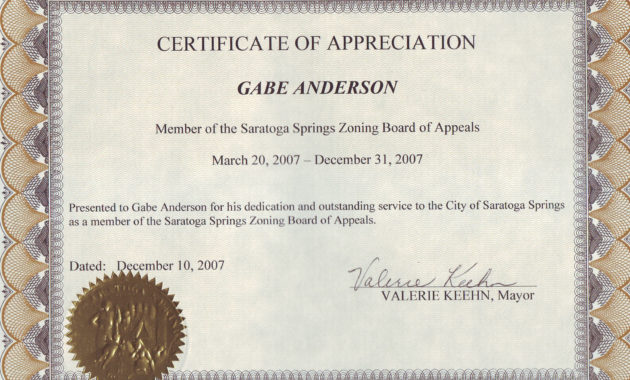 CERTIFICATE OF APPRECIATION
GABE ANDERSON
Member of the Saratoga Springs Zoning Board of Appeals
March 20, 2007 – December 31, 2007
Presented to Gabe Anderson for his dedication and outstanding service to the City of Saratoga Springs
as a member of the Saratoga Springs Zoning Board of Appeals.
Dated: December 10, 2007
Valerie Keehn
VALERIE KEEHN, Mayor